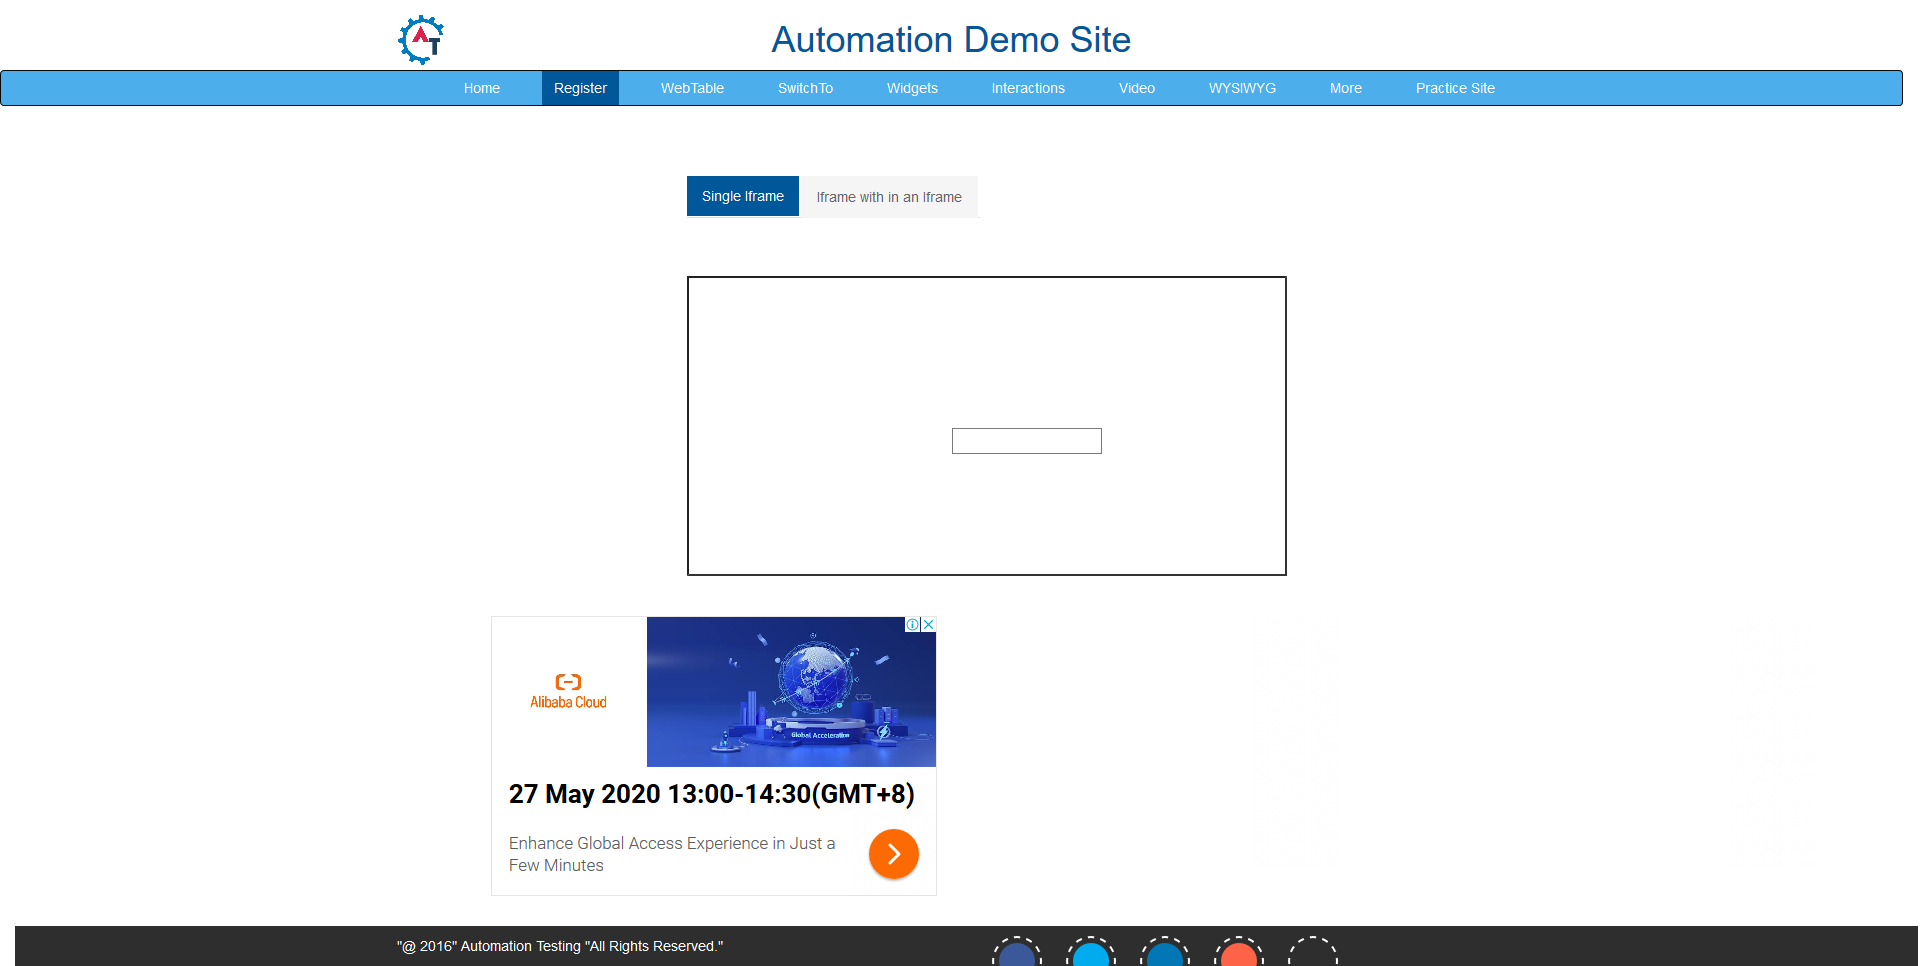 AT
Automation Demo Site
Home Register WebTable SwitchTo Widgets Interactions Video WYSIWYG More Practice Site
Single Iframe Iframe with in an Iframe
Alibaba Cloud
Global Acceleration
27 May 2020 13:00-14:30(GMT+8)
Enhance Global Access Experience in Just a
Few Minutes
"@ 2016" Automation Testing "All Rights Reserved."